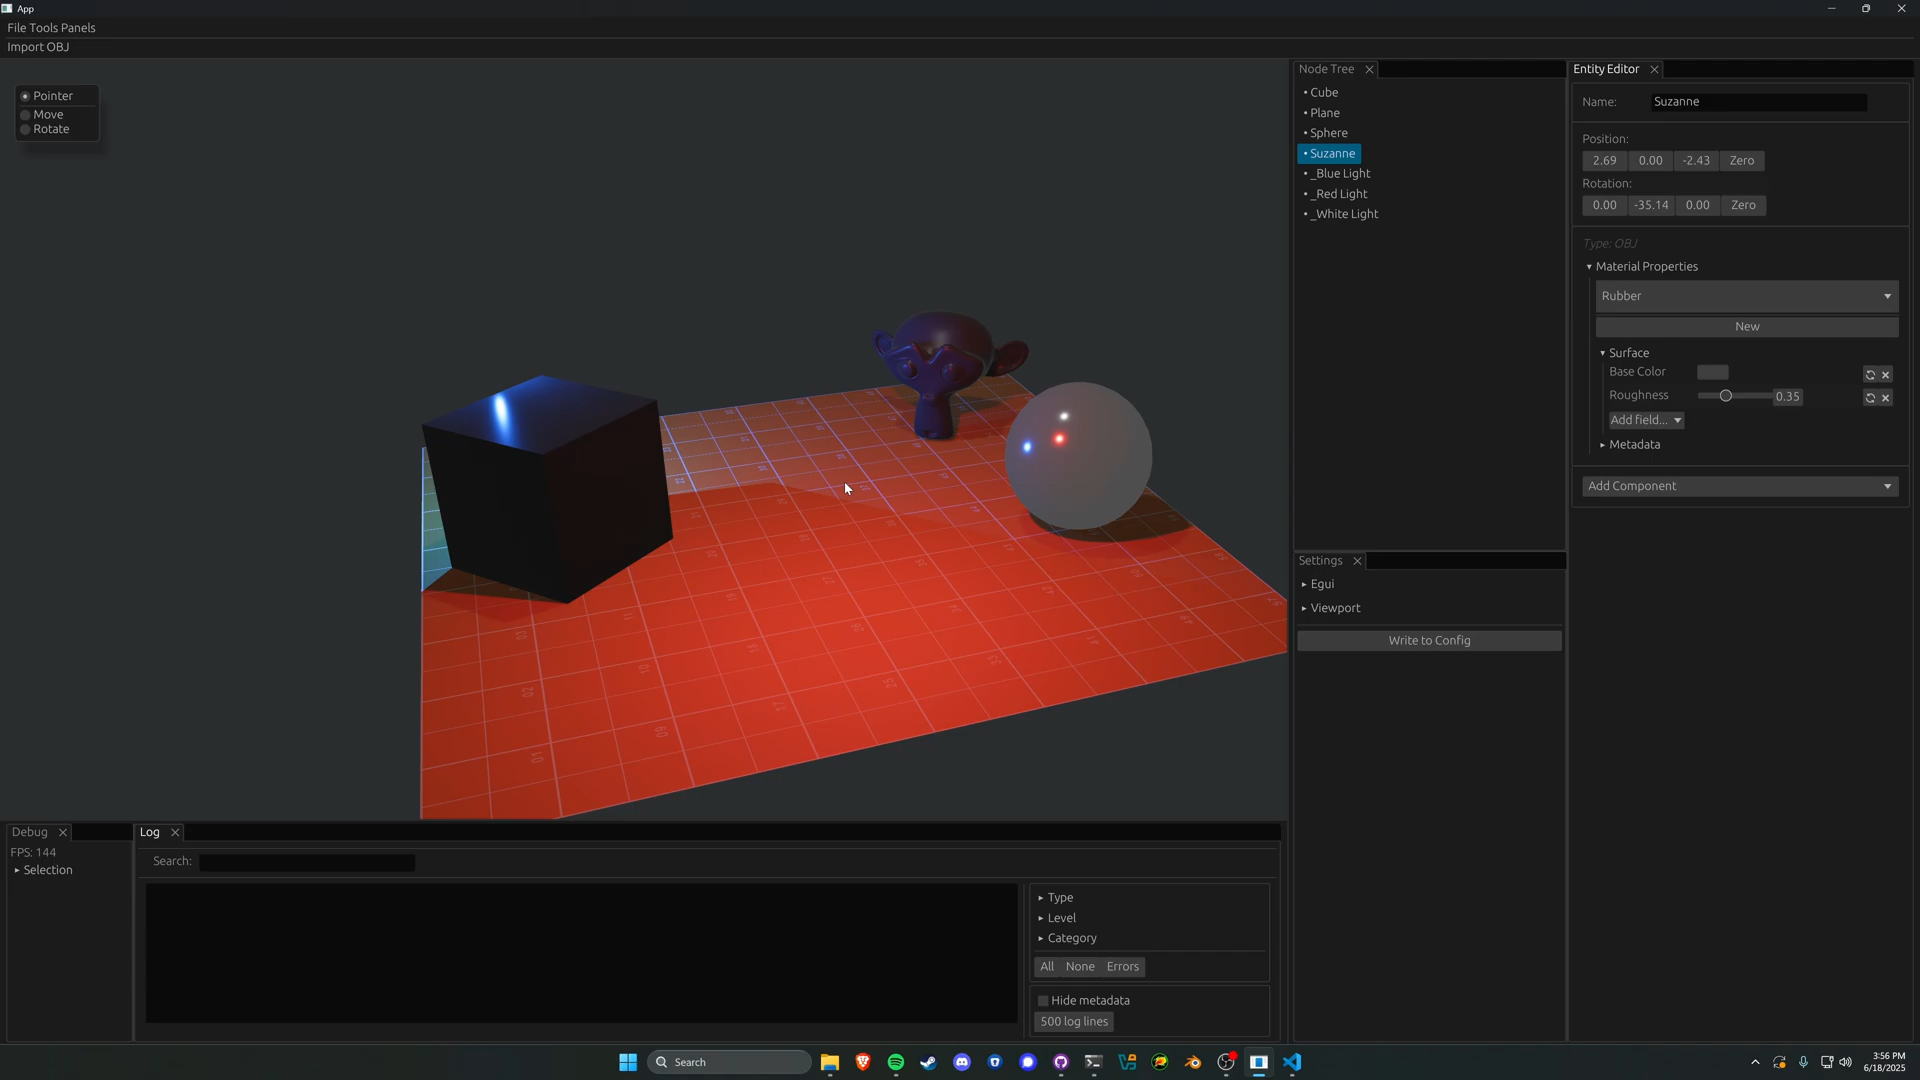 App
File Tools Panels
Import OBJ
Pointer
Move
Rotate
Node Tree
Cube
Plane
Sphere
Suzanne
_Blue Light
_Red Light
_White Light
Settings
Egui
Viewport
Write to Config
Entity Editor
Name: Suzanne
Position:
2.69 0.00 -2.43 Zero
Rotation:
0.00 -35.14 0.00 Zero
Type: OBJ
Material Properties
Rubber
New
Surface
Base Color
Roughness 0.35
Add field...
Metadata
Add Component
Debug
FPS: 144
Selection
Log
Search:
Type
Level
Category
All None Errors
Hide metadata
500 log lines
Search
3:56 PM
6/18/2025